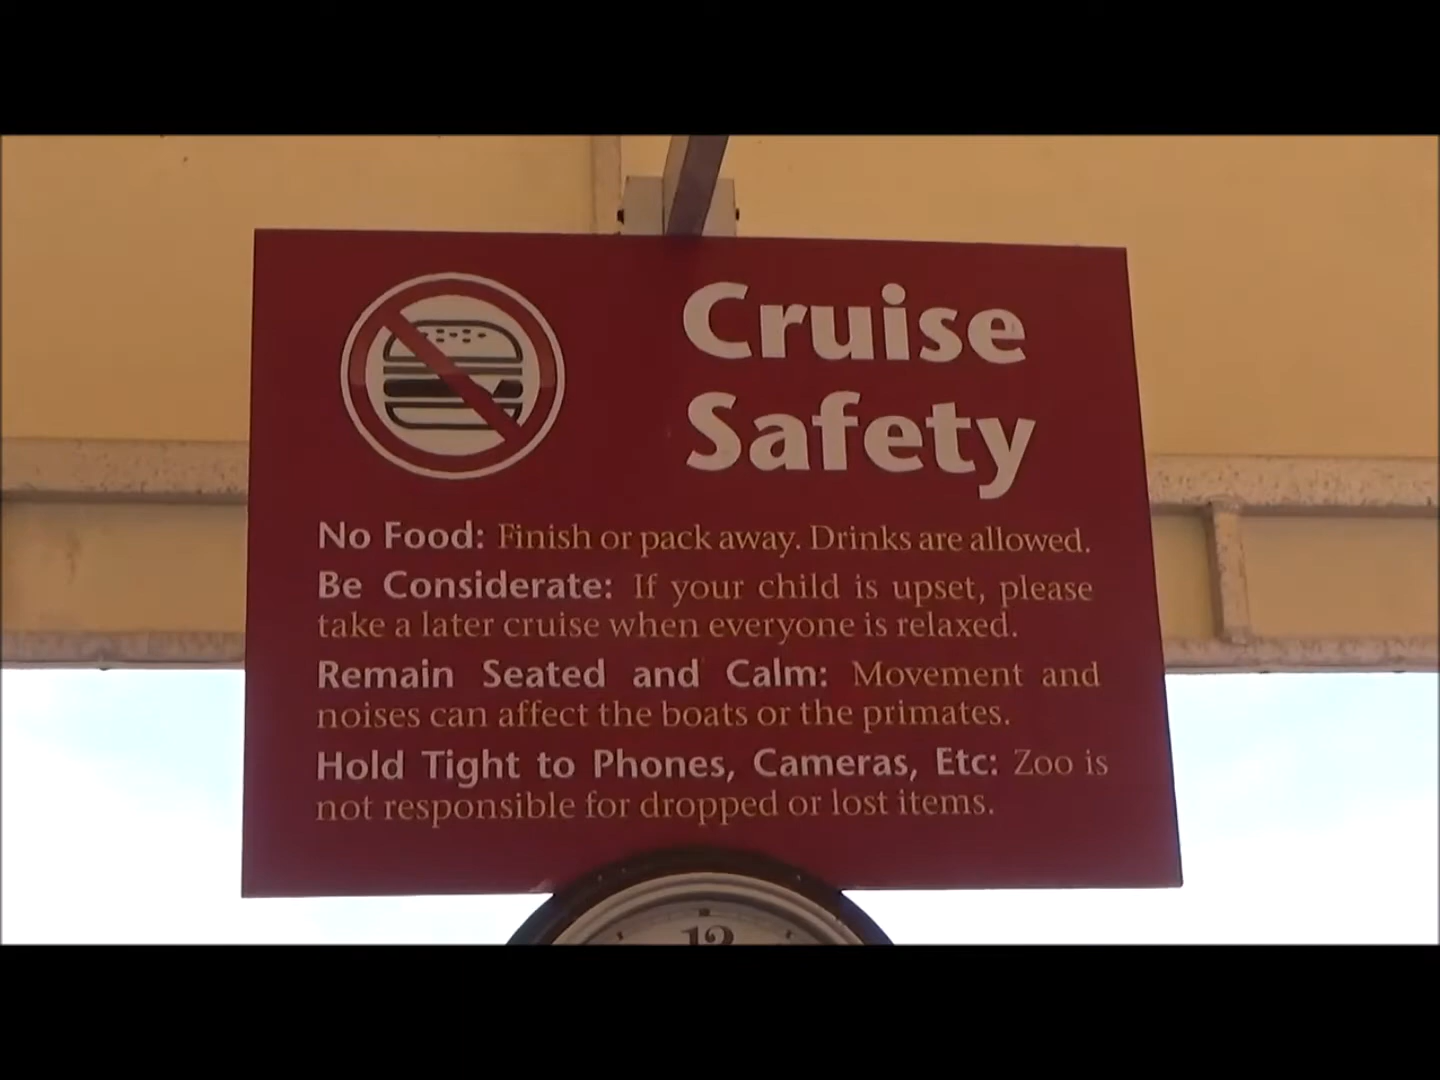 Cruise
Safety
No Food: Finish or pack away. Drinks are allowed.
Be Considerate: If your child is upset, please
take a later cruise when everyone is relaxed.
Remain Seated and Calm: Movement and
noises can affect the boats or the primates.
Hold Tight to Phones, Cameras, Etc: Zoo is
not responsible for dropped or lost items.
12